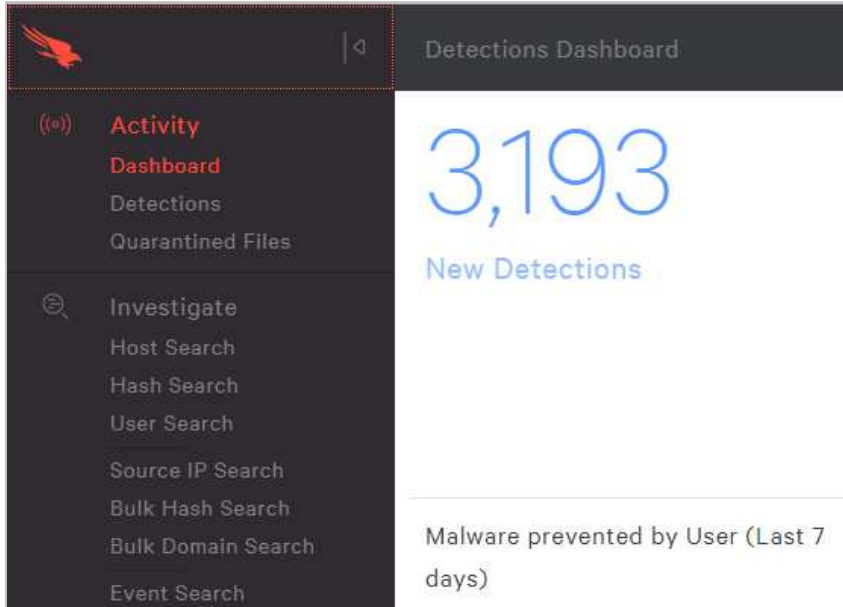 Activity
Dashboard
Detections
Quarantined Files
Investigate
Host Search
Hash Search
User Search
Source IP Search
Bulk Hash Search
Bulk Domain Search
Event Search
Detections Dashboard
3,193
New Detections
Malware prevented by User (Last 7
days)